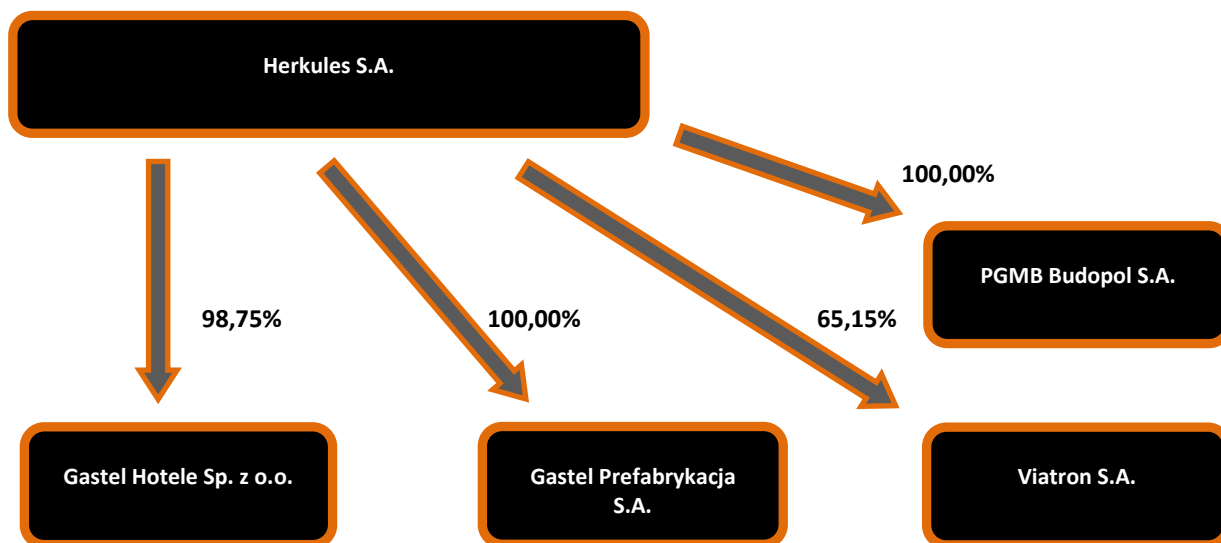 Herkules S.A.
100,00%
PGMB Budopol S.A.
98,75%
100,00%
65,15%
Gastel Hotele Sp. z o.o.
Gastel Prefabrykacja
S.A.
Viatron S.A.